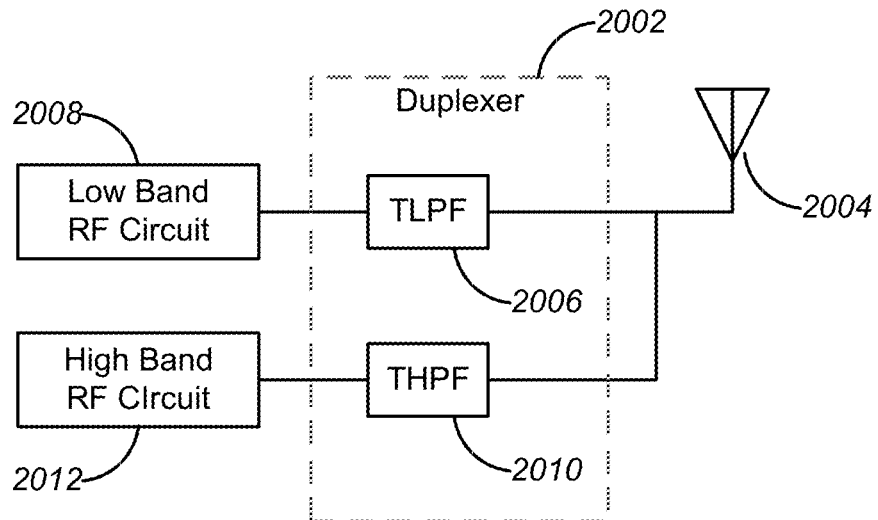 2002
Duplexer
2008
Low Band
RF Circuit
TLPF
2004
2006
High Band
RF CIrcuit
THPF
2012
2010